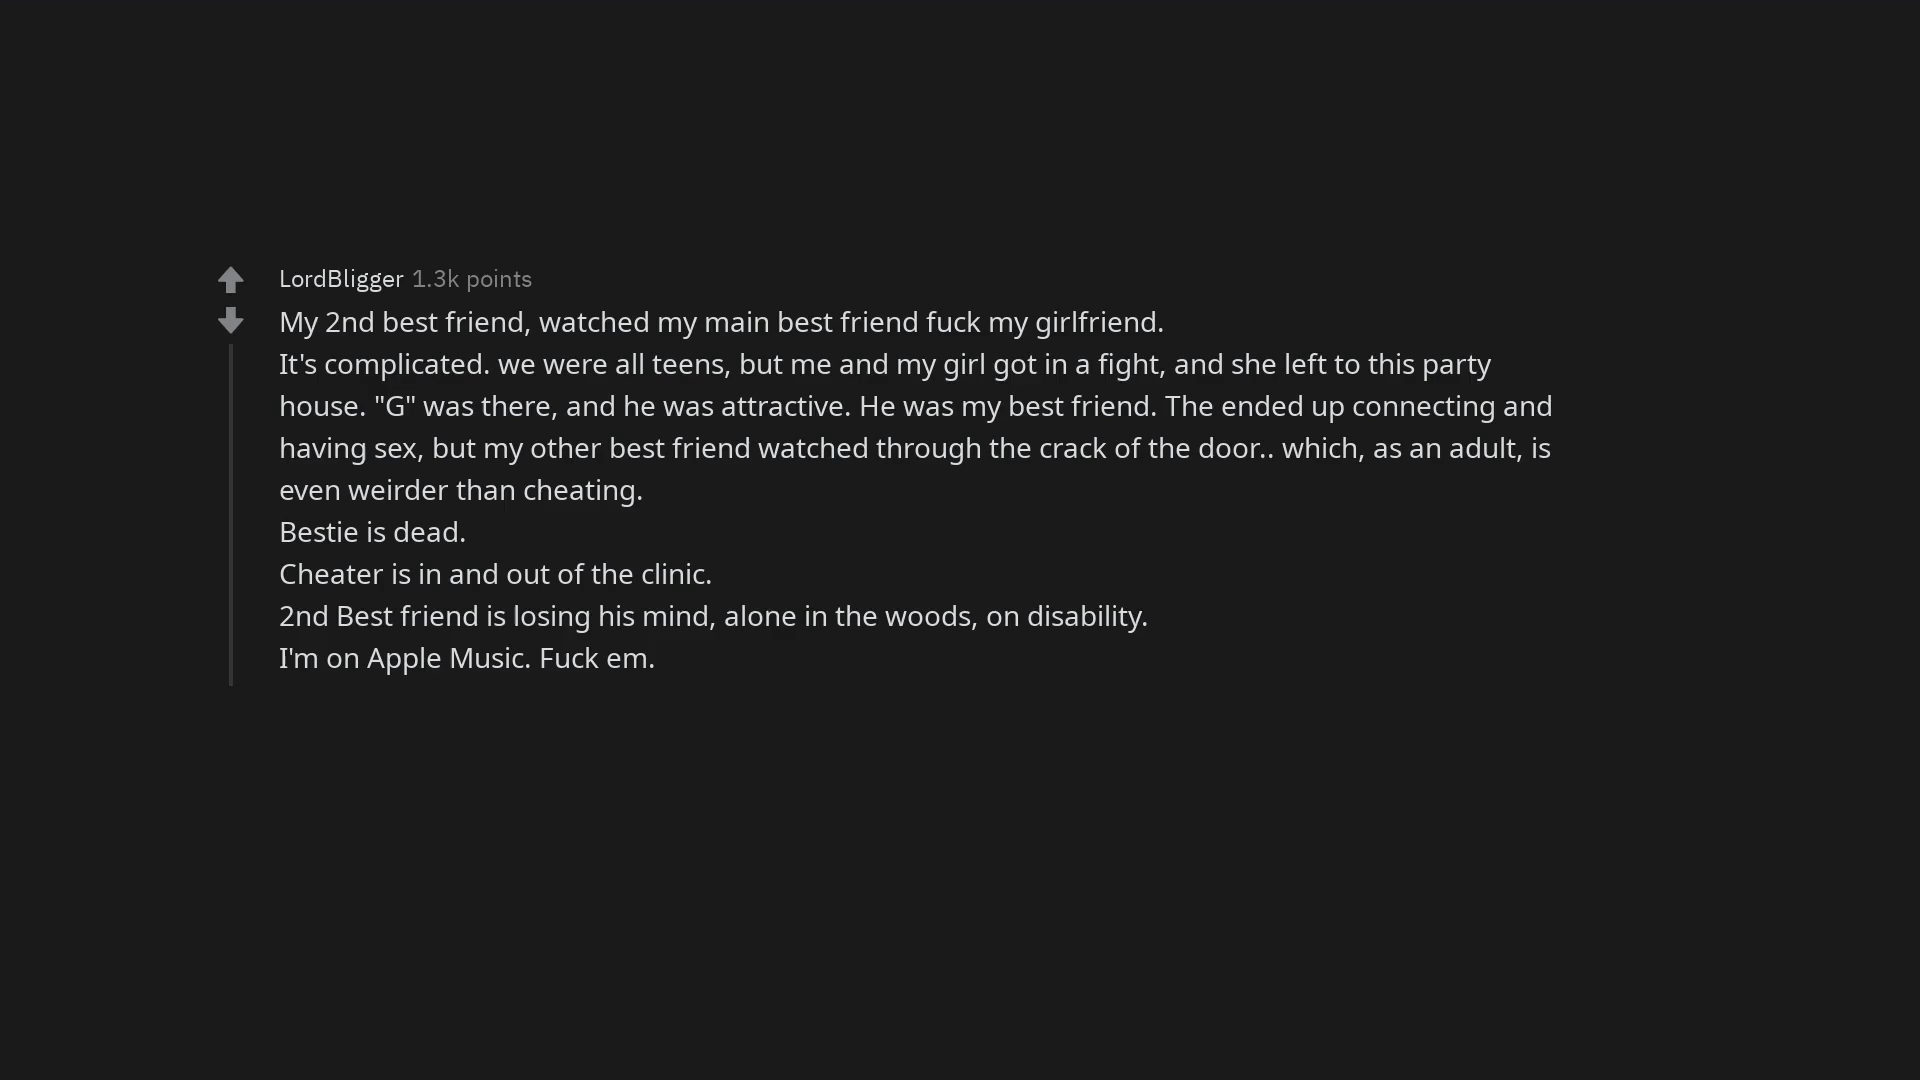 LordBligger 1.3k points
My 2nd best friend, watched my main best friend fuck my girlfriend.
It's complicated. we were all teens, but me and my girl got in a fight, and she left to this party
house. "G" was there, and he was attractive. He was my best friend. The ended up connecting and
having sex, but my other best friend watched through the crack of the door.. which, as an adult, is
even weirder than cheating.
Bestie is dead.
Cheater is in and out of the clinic.
2nd Best friend is losing his mind, alone in the woods, on disability.
I'm on Apple Music. Fuck em.